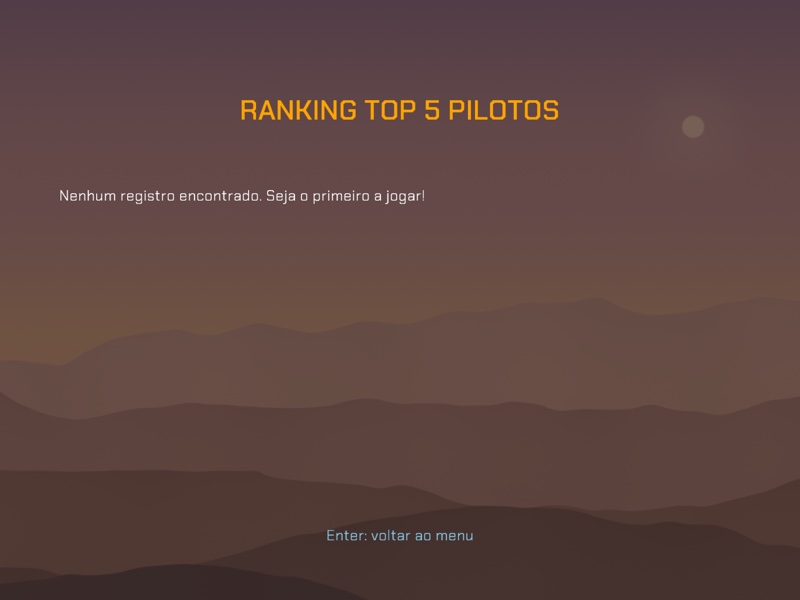 RANKING TOP 5 PILOTOS
Nenhum registro encontrado. Seja o primeiro a jogar!
Enter: voltar ao menu